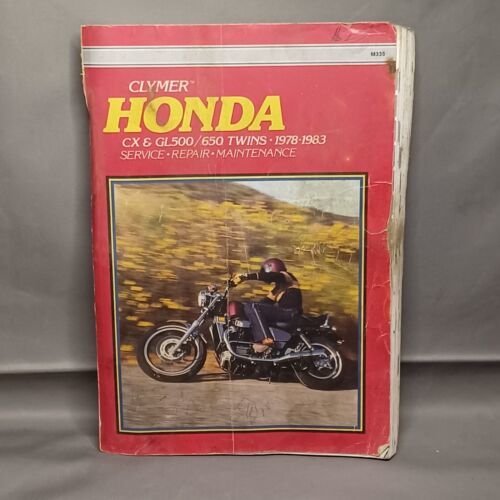 M335
CLYMER™
HONDA
CX & GL500/650 TWINS • 1978-1983
SERVICE • REPAIR • MAINTENANCE